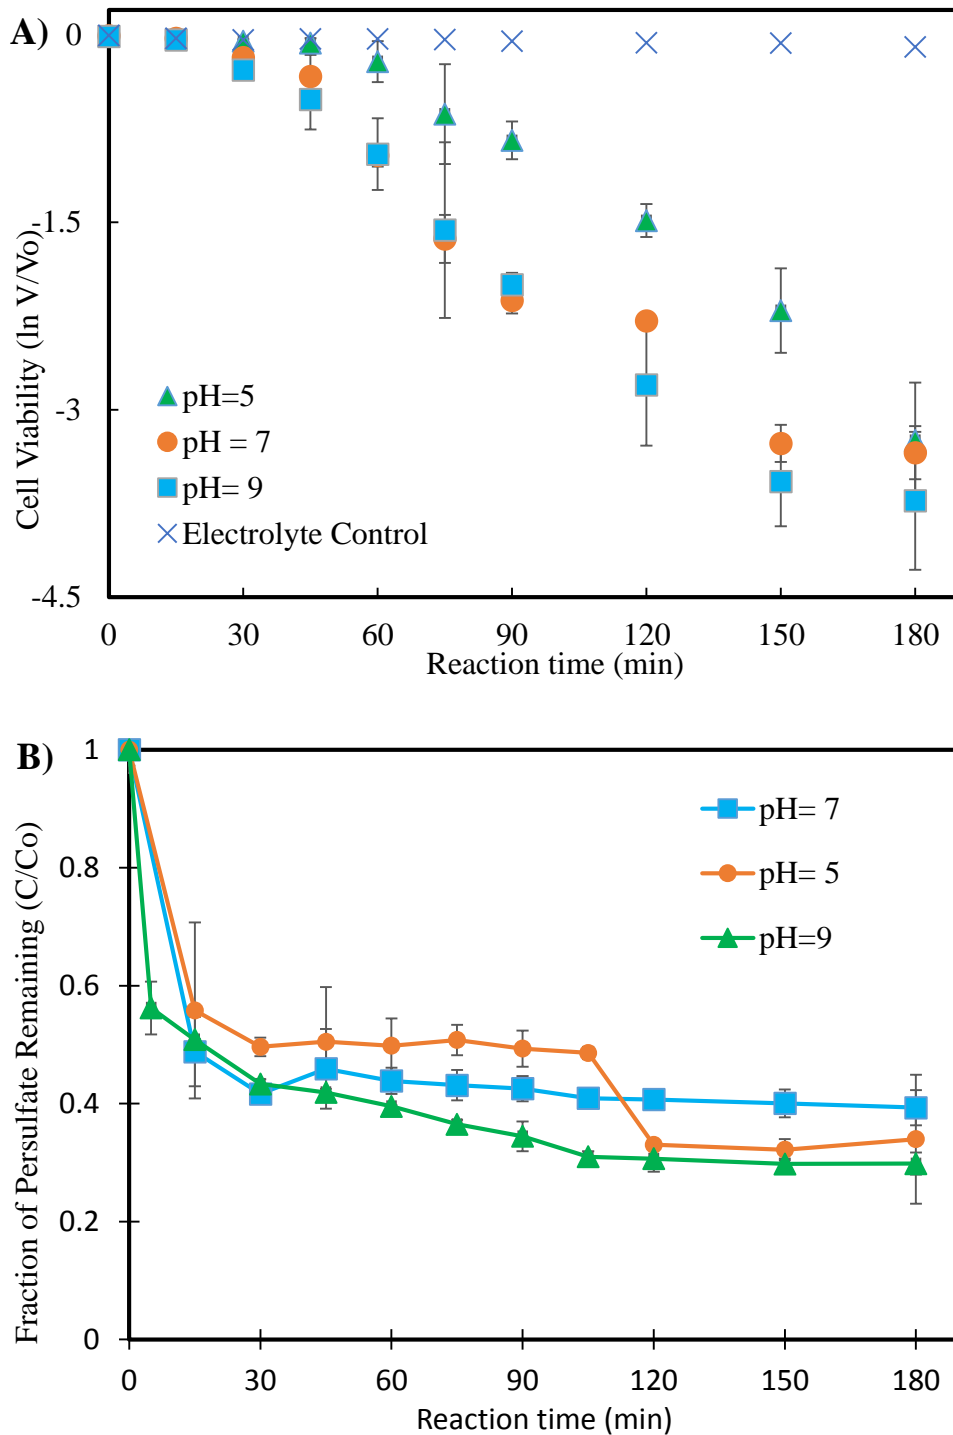 A)
-0
-1.5
-3
-4.5
Cell Viability (ln V/Vo)
pH=5
pH = 7
pH= 9
Electrolyte Control
0 30 60 90 120 150 180
Reaction time (min)
B)
1
0.8
0.6
0.4
0.2
0
Fraction of Persulfate Remaining (C/Co)
pH= 7
pH= 5
pH=9
0 30 60 90 120 150 180
Reaction time (min)